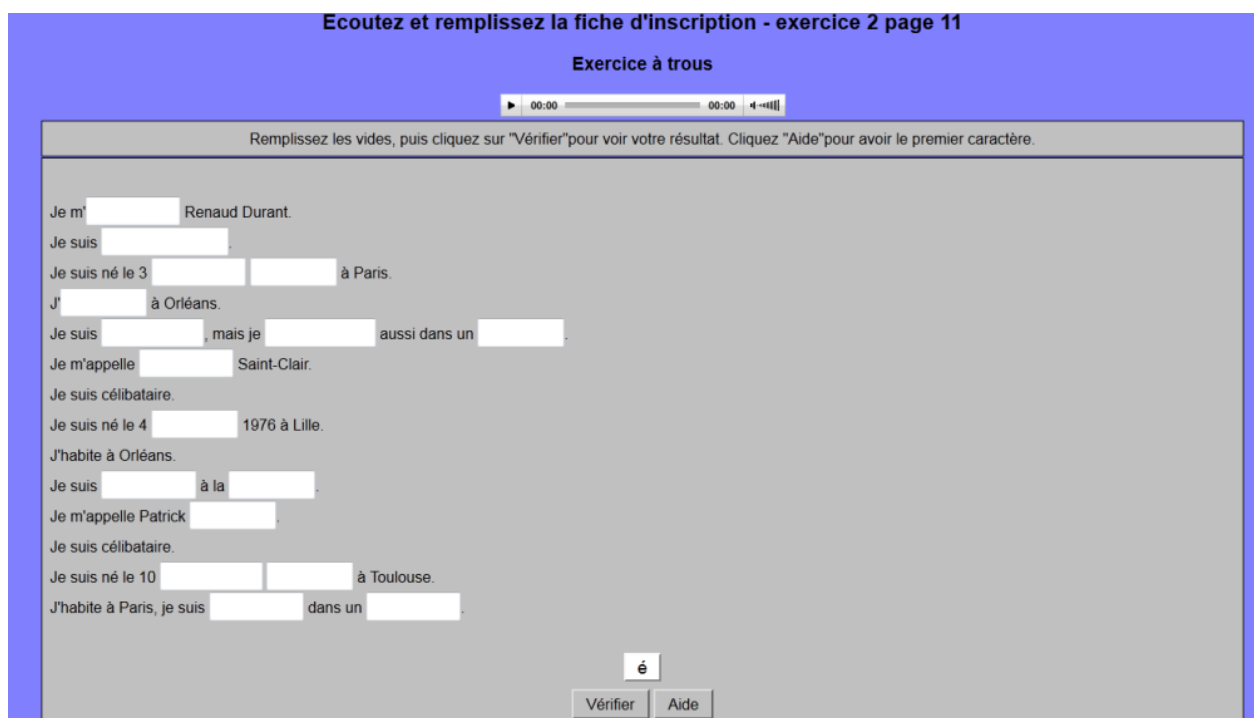 Ecoutez et remplissez la fiche d'inscription - exercice 2 page 11
Exercice à trous
00:00 00:00
Remplissez les vides, puis cliquez sur "Vérifier"pour voir votre résultat. Cliquez "Aide"pour avoir le premier caractère.
Je m' Renaud Durant.
Je suis .
Je suis né le 3 à Paris.
J' à Orléans.
Je suis , mais je aussi dans un .
Je m'appelle Saint-Clair.
Je suis célibataire.
Je suis né le 4 1976 à Lille.
J'habite à Orléans.
Je suis à la .
Je m'appelle Patrick .
Je suis célibataire.
Je suis né le 10 à Toulouse.
J'habite à Paris, je suis dans un .
é
Vérifier Aide